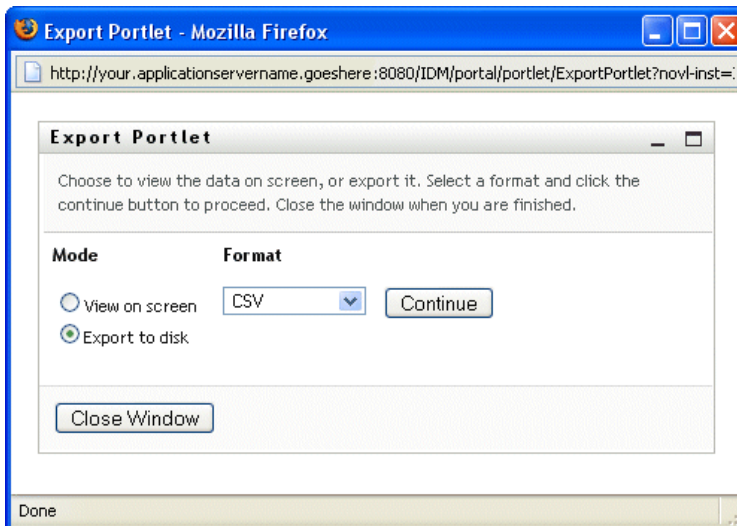 Export Portlet - Mozilla Firefox
http://your.applicationservername.goeshere:8080/IDM/portal/portlet/ExportPortlet?novl-inst=
Export Portlet
Choose to view the data on screen, or export it. Select a format and click the
continue button to proceed. Close the window when you are finished.
Mode Format
View on screen CSV Continue
Export to disk
Close Window
Done